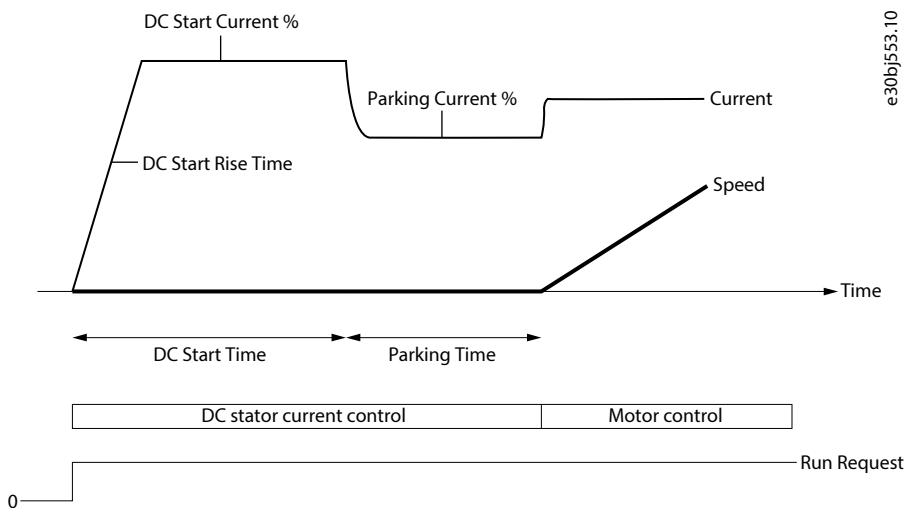 DC Start Current %
e30bj553.10
Parking Current %
Current
DC Start Rise Time
Speed
Time
DC Start Time
Parking Time
DC stator current control
Motor control
Run Request
0